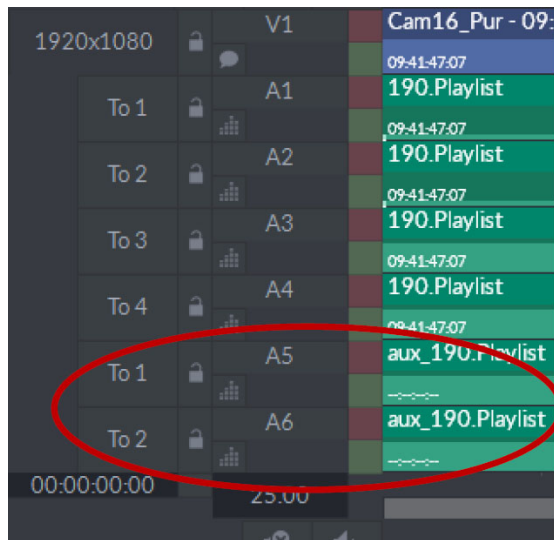 1920x1080 V1 Cam16_Pur - 09:
09:41:47:07
To 1 A1 190.Playlist
09:41:47:07
To 2 A2 190.Playlist
09:41:47:07
To 3 A3 190.Playlist
09:41:47:07
To 4 A4 190.Playlist
09:41:47:07
To 1 A5 aux_190.Playlist
--:--:--:--
To 2 A6 aux_190.Playlist
--:--:--:--
00:00:00:00 25.00